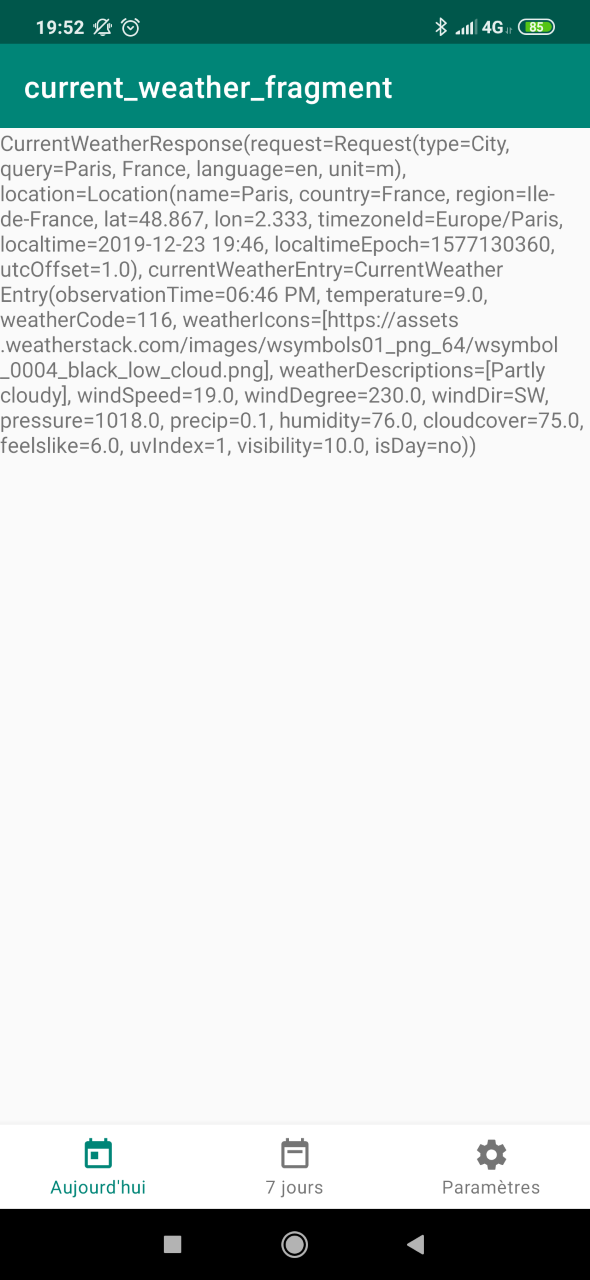 19:52
4G
85
current_weather_fragment
CurrentWeatherResponse(request=Request(type=City,
query=Paris, France, language=en, unit=m),
location=Location(name=Paris, country=France, region=Ile-
de-France, lat=48.867, lon=2.333, timezoneId=Europe/Paris,
localtime=2019-12-23 19:46, localtimeEpoch=1577130360,
utcOffset=1.0), currentWeatherEntry=CurrentWeather
Entry(observationTime=06:46 PM, temperature=9.0,
weatherCode=116, weatherIcons=[https://assets
.weatherstack.com/images/wsymbols01_png_64/wsymbol
_0004_black_low_cloud.png], weatherDescriptions=[Partly
cloudy], windSpeed=19.0, windDegree=230.0, windDir=SW,
pressure=1018.0, precip=0.1, humidity=76.0, cloudcover=75.0,
feelslike=6.0, uvIndex=1, visibility=10.0, isDay=no))
Aujourd'hui
7 jours
Paramètres